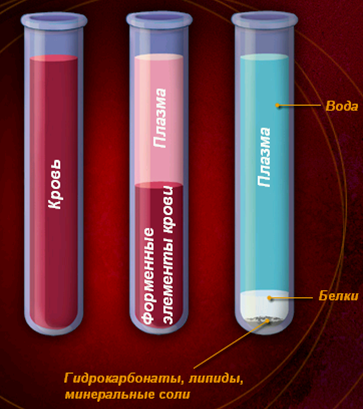 Кровь
Плазма
форменные
элементы крови
Плазма
Вода
Белки
Гидрокарбонаты, липиды,
минеральные соли